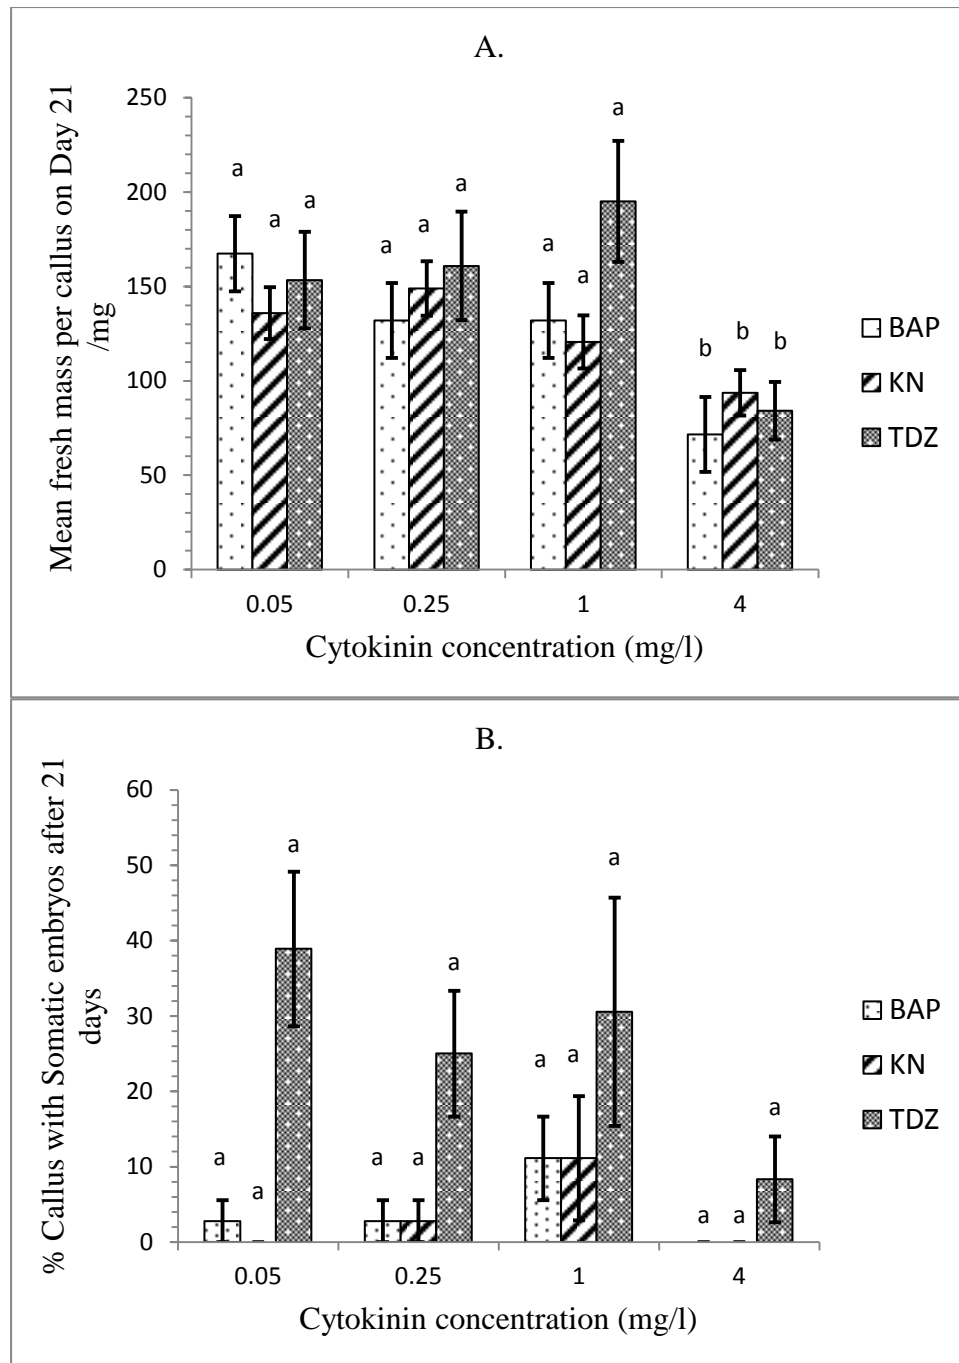 A.
Mean fresh mass per callus on Day 21
/mg
250
200
150
100
50
0
a a a a a a a a a b b b
0.05 0.25 1 4
Cytokinin concentration (mg/l)
BAP
KN
TDZ
B.
% Callus with Somatic embryos after 21
days
60
50
40
30
20
10
0
a a a a a a a a a a a a
0.05 0.25 1 4
Cytokinin concentration (mg/l)
BAP
KN
TDZ